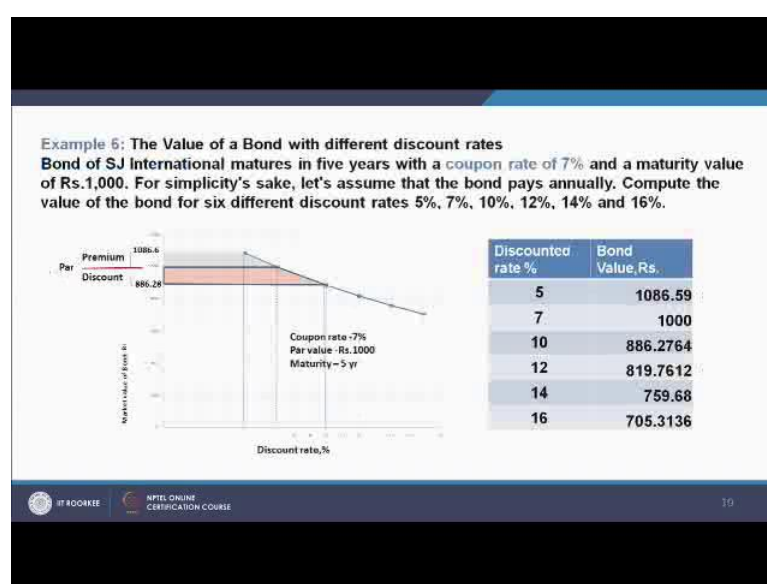 Example 6: The Value of a Bond with different discount rates
Bond of SJ International matures in five years with a coupon rate of 7% and a maturity value
of Rs.1,000. For simplicity's sake, let's assume that the bond pays annually. Compute the
value of the bond for six different discount rates 5%, 7%, 10%, 12%, 14% and 16%.
Premium
1086.6
Par
Discount
886.28
Coupon rate -7%
Par value -Rs.1000
Maturity – 5 yr
Market value of Bond
Discount rate,%
Discounted rate %
Bond Value,Rs.
5 1086.59
7 1000
10 886.2764
12 819.7612
14 759.68
16 705.3136
IIT ROORKEE
NPTEL ONLINE
CERTIFICATION COURSE
19